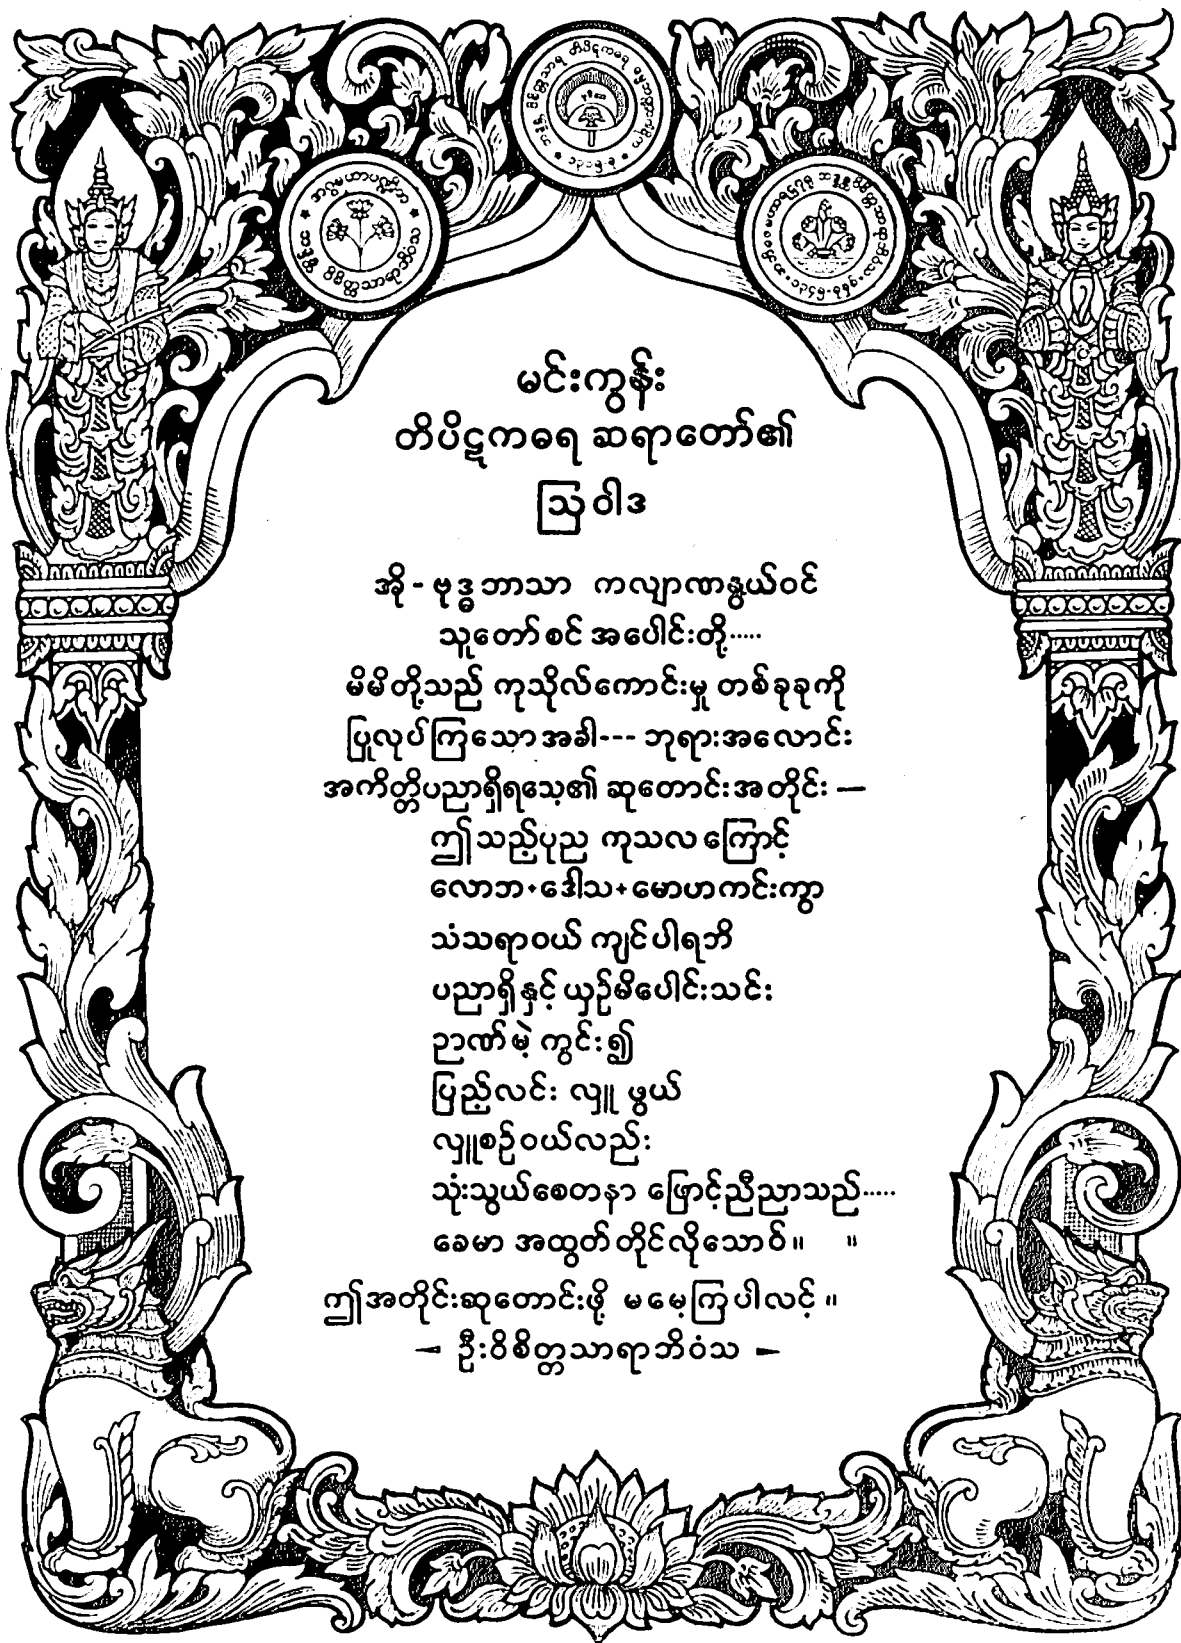 မင်းကွန်း
တိပိဋကဓရ ဆရာတော်၏
ဩဝါဒ
အို - ဗုဒ္ဓဘာသာ ကလျာဏနွယ်ဝင်
သူတော်စင် အပေါင်းတို့.....
မိမိတို့သည် ကုသိုလ်ကောင်းမှု တစ်ခုခုကို
ပြုလုပ်ကြသောအခါ--- ဘုရားအလောင်း
အကိတ္တိပညာရှိရသေ့၏ ဆုတောင်းအတိုင်း —
ဤသည့်ပုည ကုသလ ကြောင့်
လောဘ+ဒေါသ+မောဟကင်းကွာ
သံသရာဝယ် ကျင်ပါရဘိ
ပညာရှိနှင့် ယှဉ်မိပေါင်းသင်း
ဉာဏ်မဲ့ ကွင်း၍
ပြည့်လင်း လှူ ဖွယ်
လှူစဉ်ဝယ်လည်း
သုံးသွယ်စေတနာ ဖြောင့်ညီညာသည်.....
ခေမာ အထွတ်တိုင်လိုသောဝ်။ ။
ဤအတိုင်းဆုတောင်းဖို့ မမေ့ကြပါလင့်။
- ဦးဝိစိတ္တသာရာဘိဝံသ -